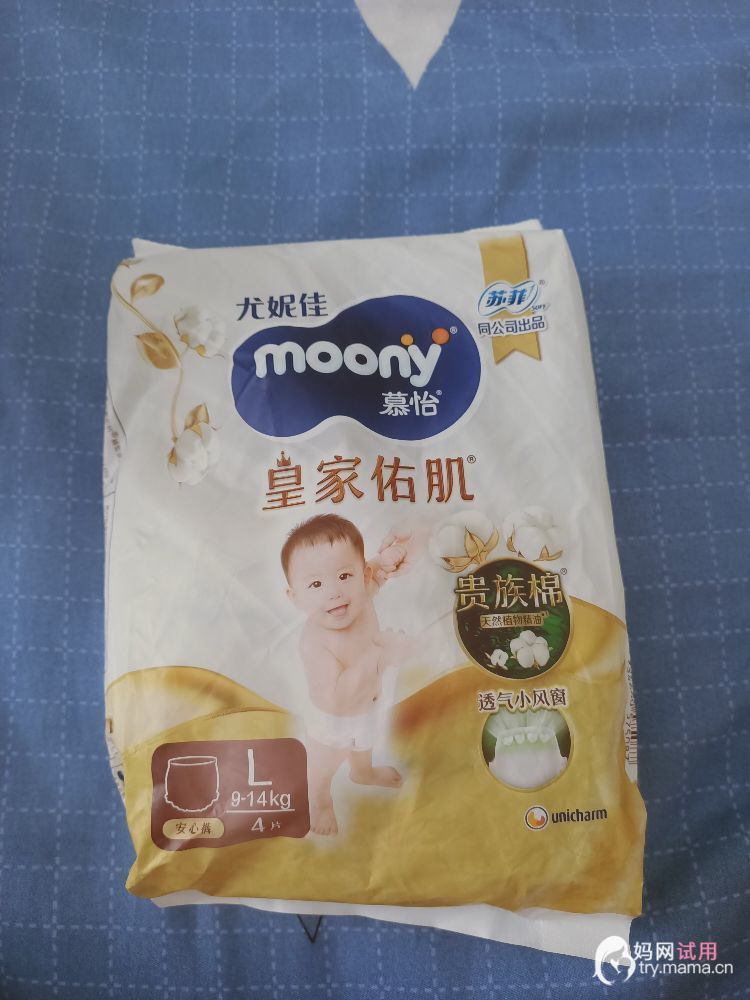 尤妮佳
moony®
慕怡®
苏菲®
Sofy
同公司出品
皇家佑肌®
贵族棉®
天然植物精油
透气小风窗
L
9-14kg
4片
安心裤
unicharm
妈网试用
try.mama.cn